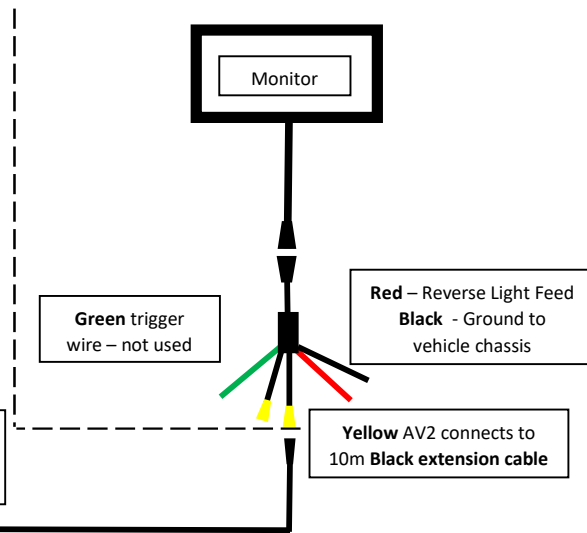 Monitor
Green trigger
wire – not used
Red – Reverse Light Feed
Black - Ground to
vehicle chassis
Yellow AV2 connects to
10m Black extension cable